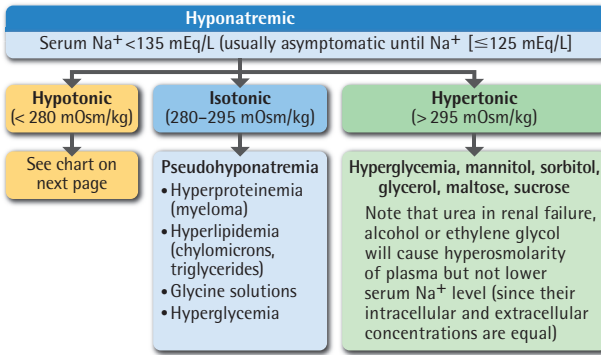 Hyponatremic
Serum Na+ <135 mEq/L (usually asymptomatic until Na+ [≤125 mEq/L]
Hypotonic
(< 280 mOsm/kg)
See chart on
next page
Isotonic
(280–295 mOsm/kg)
Pseudohyponatremia
• Hyperproteinemia
(myeloma)
• Hyperlipidemia
(chylomicrons,
triglycerides)
• Glycine solutions
• Hyperglycemia
Hypertonic
(> 295 mOsm/kg)
Hyperglycemia, mannitol, sorbitol,
glycerol, maltose, sucrose
Note that urea in renal failure,
alcohol or ethylene glycol
will cause hyperosmolarity
of plasma but not lower
serum Na+ level (since their
intracellular and extracellular
concentrations are equal)